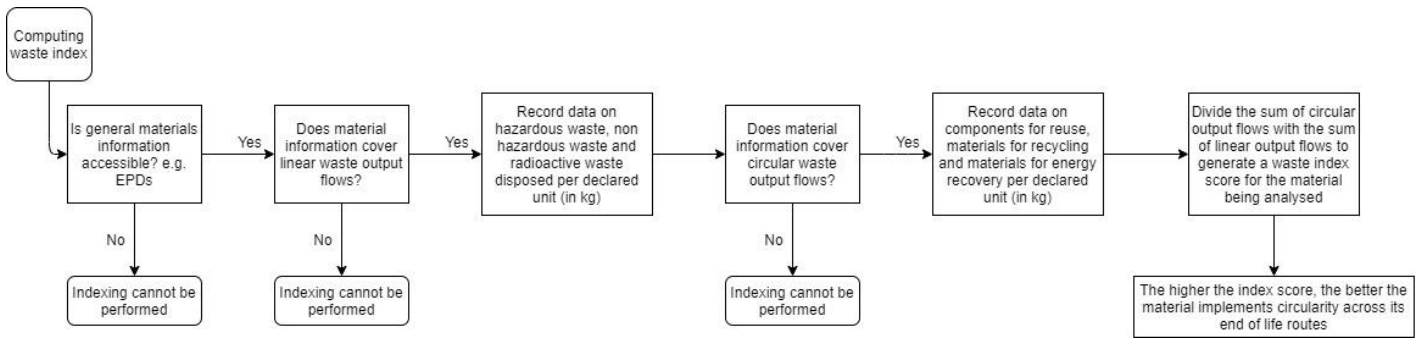 Computing
waste index
Is general materials
information
accessible? e.g.
EPDs
Yes
No
Indexing cannot be
performed
Does material
information cover
linear waste output
flows?
Yes
No
Indexing cannot be
performed
Record data on
hazardous waste, non
hazardous waste and
radioactive waste
disposed per declared
unit (in kg)
Does material
information cover
circular waste
output flows?
Yes
No
Indexing cannot be
performed
Record data on
components for reuse,
materials for recycling
and materials for energy
recovery per declared
unit (in kg)
Divide the sum of circular
output flows with the sum
of linear output flows to
generate a waste index
score for the material
being analysed
The higher the index score, the better the
material implements circularity across its
end of life routes